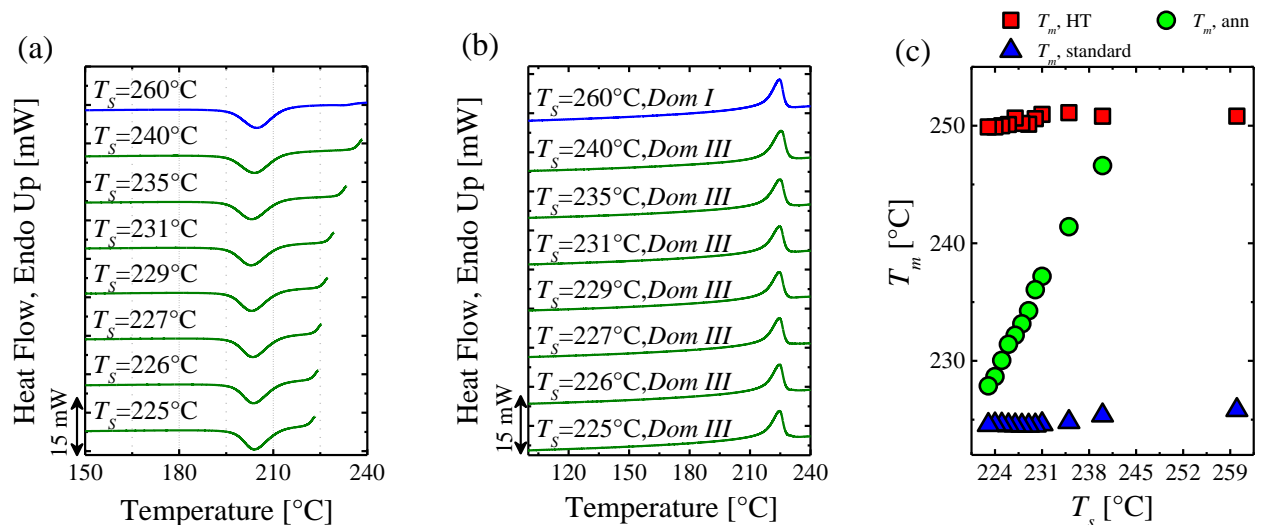 (a)
Heat Flow, Endo Up [mW]
T_S=260°C
T_S=240°C
T_S=235°C
T_S=231°C
T_S=229°C
T_S=227°C
T_S=226°C
T_S=225°C
15 mW
150 180 210 240
Temperature [°C]
(b)
Heat Flow, Endo Up [mW]
T_S=260°C,Dom I
T_S=240°C,Dom III
T_S=235°C,Dom III
T_S=231°C,Dom III
T_S=229°C,Dom III
T_S=227°C,Dom III
T_S=226°C,Dom III
T_S=225°C,Dom III
15 mW
120 150 180 210 240
Temperature [°C]
T_m, HT
T_m, ann
T_m, standard
(c)
T_m [°C]
250
240
230
224 231 238 245 252 259
T_s [°C]